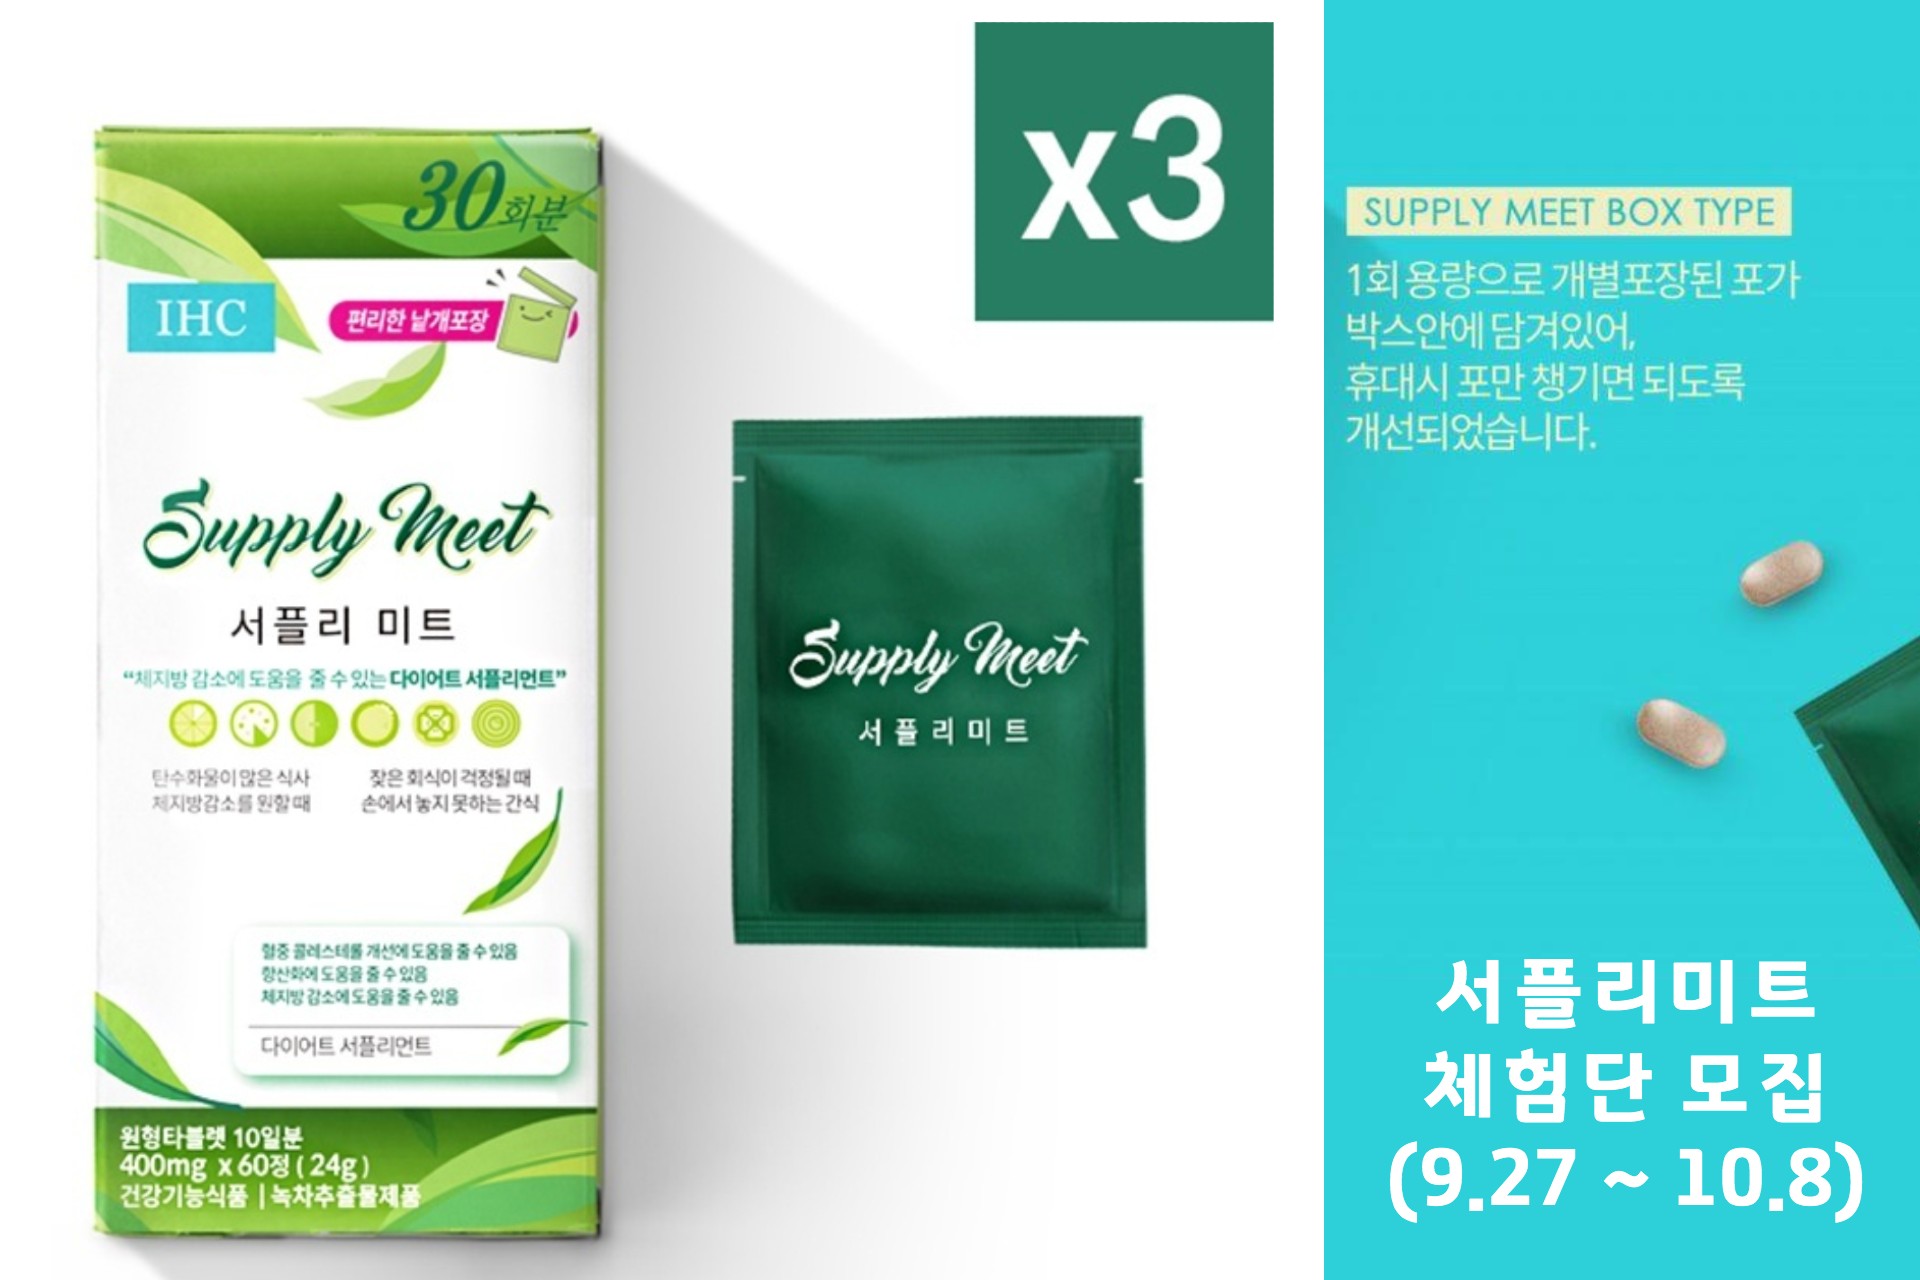 30회분
IHC
편리한 낱개포장
Supply Meet
서플리 미트
“체지방 감소에 도움을 줄 수 있는 다이어트 서플리먼트”
탄수화물이 많은 식사
체지방감소를 원할 때
잦은 회식이 걱정될 때
손에서 놓지 못하는 간식
혈중 콜레스테롤 개선에 도움을 줄 수 있음
항산화에 도움을 줄 수 있음
체지방 감소에 도움을 줄 수 있음
다이어트 서플리먼트
원형타블렛 10일분
400mg x 60정 ( 24g )
건강기능식품 | 녹차추출물제품
x3
Supply Meet
서플리미트
SUPPLY MEET BOX TYPE
1회 용량으로 개별포장된 포가
박스안에 담겨있어,
휴대시 포만 챙기면 되도록
개선되었습니다.
서플리미트
체험단 모집
(9.27 ~ 10.8)